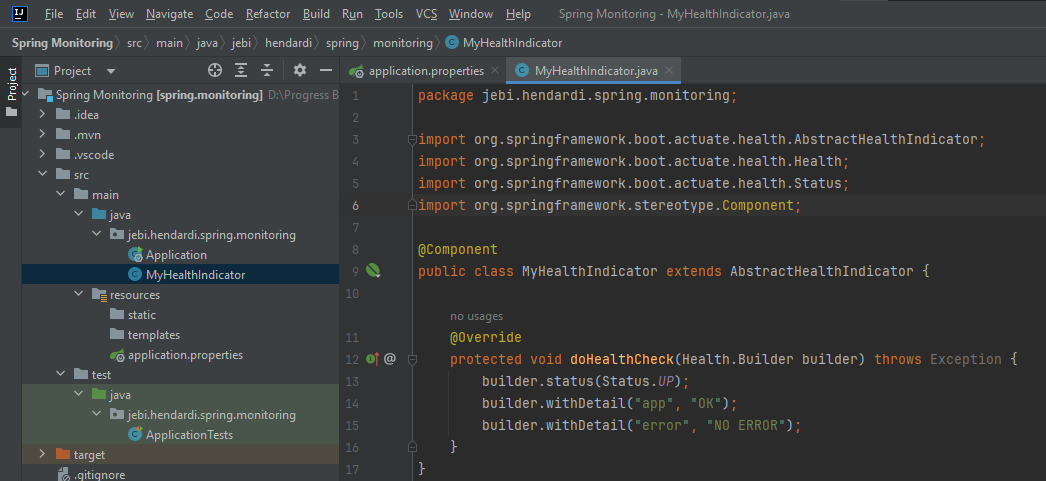 IJ File Edit View Navigate Code Refactor Build Run Tools VCS Window Help Spring Monitoring - MyHealthIndicator.java
Spring Monitoring src main java jebi hendardi spring monitoring MyHealthIndicator
Project
Project
application.properties
MyHealthIndicator.java
Spring Monitoring [spring.monitoring] D:\Progress B
.idea
.mvn
.vscode
src
main
java
jebi.hendardi.spring.monitoring
Application
MyHealthIndicator
resources
static
templates
application.properties
test
java
jebi.hendardi.spring.monitoring
ApplicationTests
target
.gitignore
1 package jebi.hendardi.spring.monitoring;
2
3 import org.springframework.boot.actuate.health.AbstractHealthIndicator;
4 import org.springframework.boot.actuate.health.Health;
5 import org.springframework.boot.actuate.health.Status;
6 import org.springframework.stereotype.Component;
7
8 @Component
9 public class MyHealthIndicator extends AbstractHealthIndicator {
10
no usages
11 @Override
12 @ protected void doHealthCheck(Health.Builder builder) throws Exception {
13 builder.status(Status.UP);
14 builder.withDetail("app", "OK");
15 builder.withDetail("error", "NO ERROR");
16 }
17 }